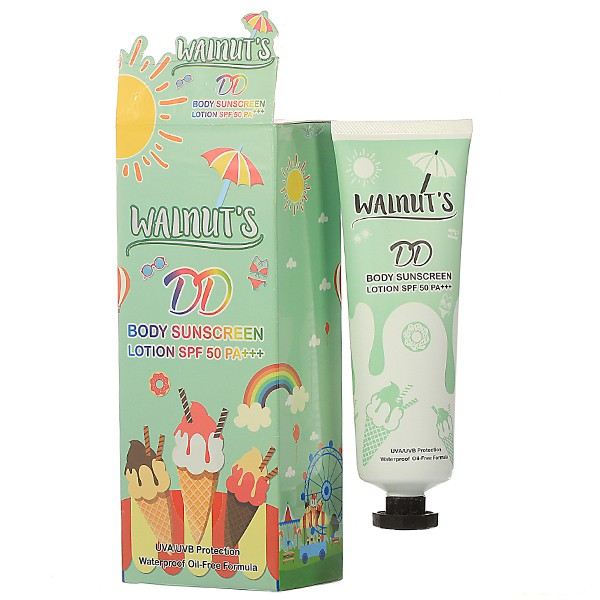 WALNUT'S
DD
BODY SUNSCREEN
LOTION SPF 50 PA+++
WALNUT'S
DD
BODY SUNSCREEN
LOTION SPF 50 PA+++
UVA/UVB Protection
Waterproof Oil-Free Formula
WALNUT'S
DD
BODY SUNSCREEN
LOTION SPF 50 PA+++
UVA/UVB Protection
Waterproof Oil-Free Formula